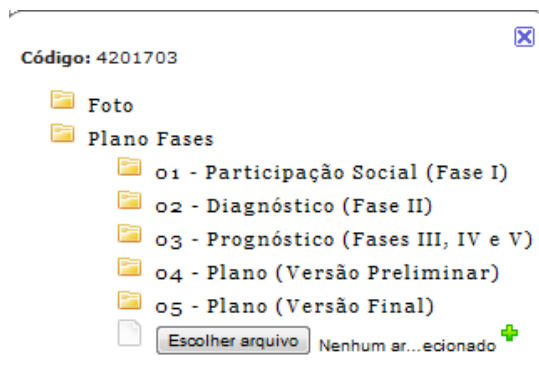 Código: 4201703
Foto
Plano Fases
01 - Participação Social (Fase I)
02 - Diagnóstico (Fase II)
03 - Prognóstico (Fases III, IV e V)
04 - Plano (Versão Preliminar)
05 - Plano (Versão Final)
Escolher arquivo Nenhum ar...ecionado